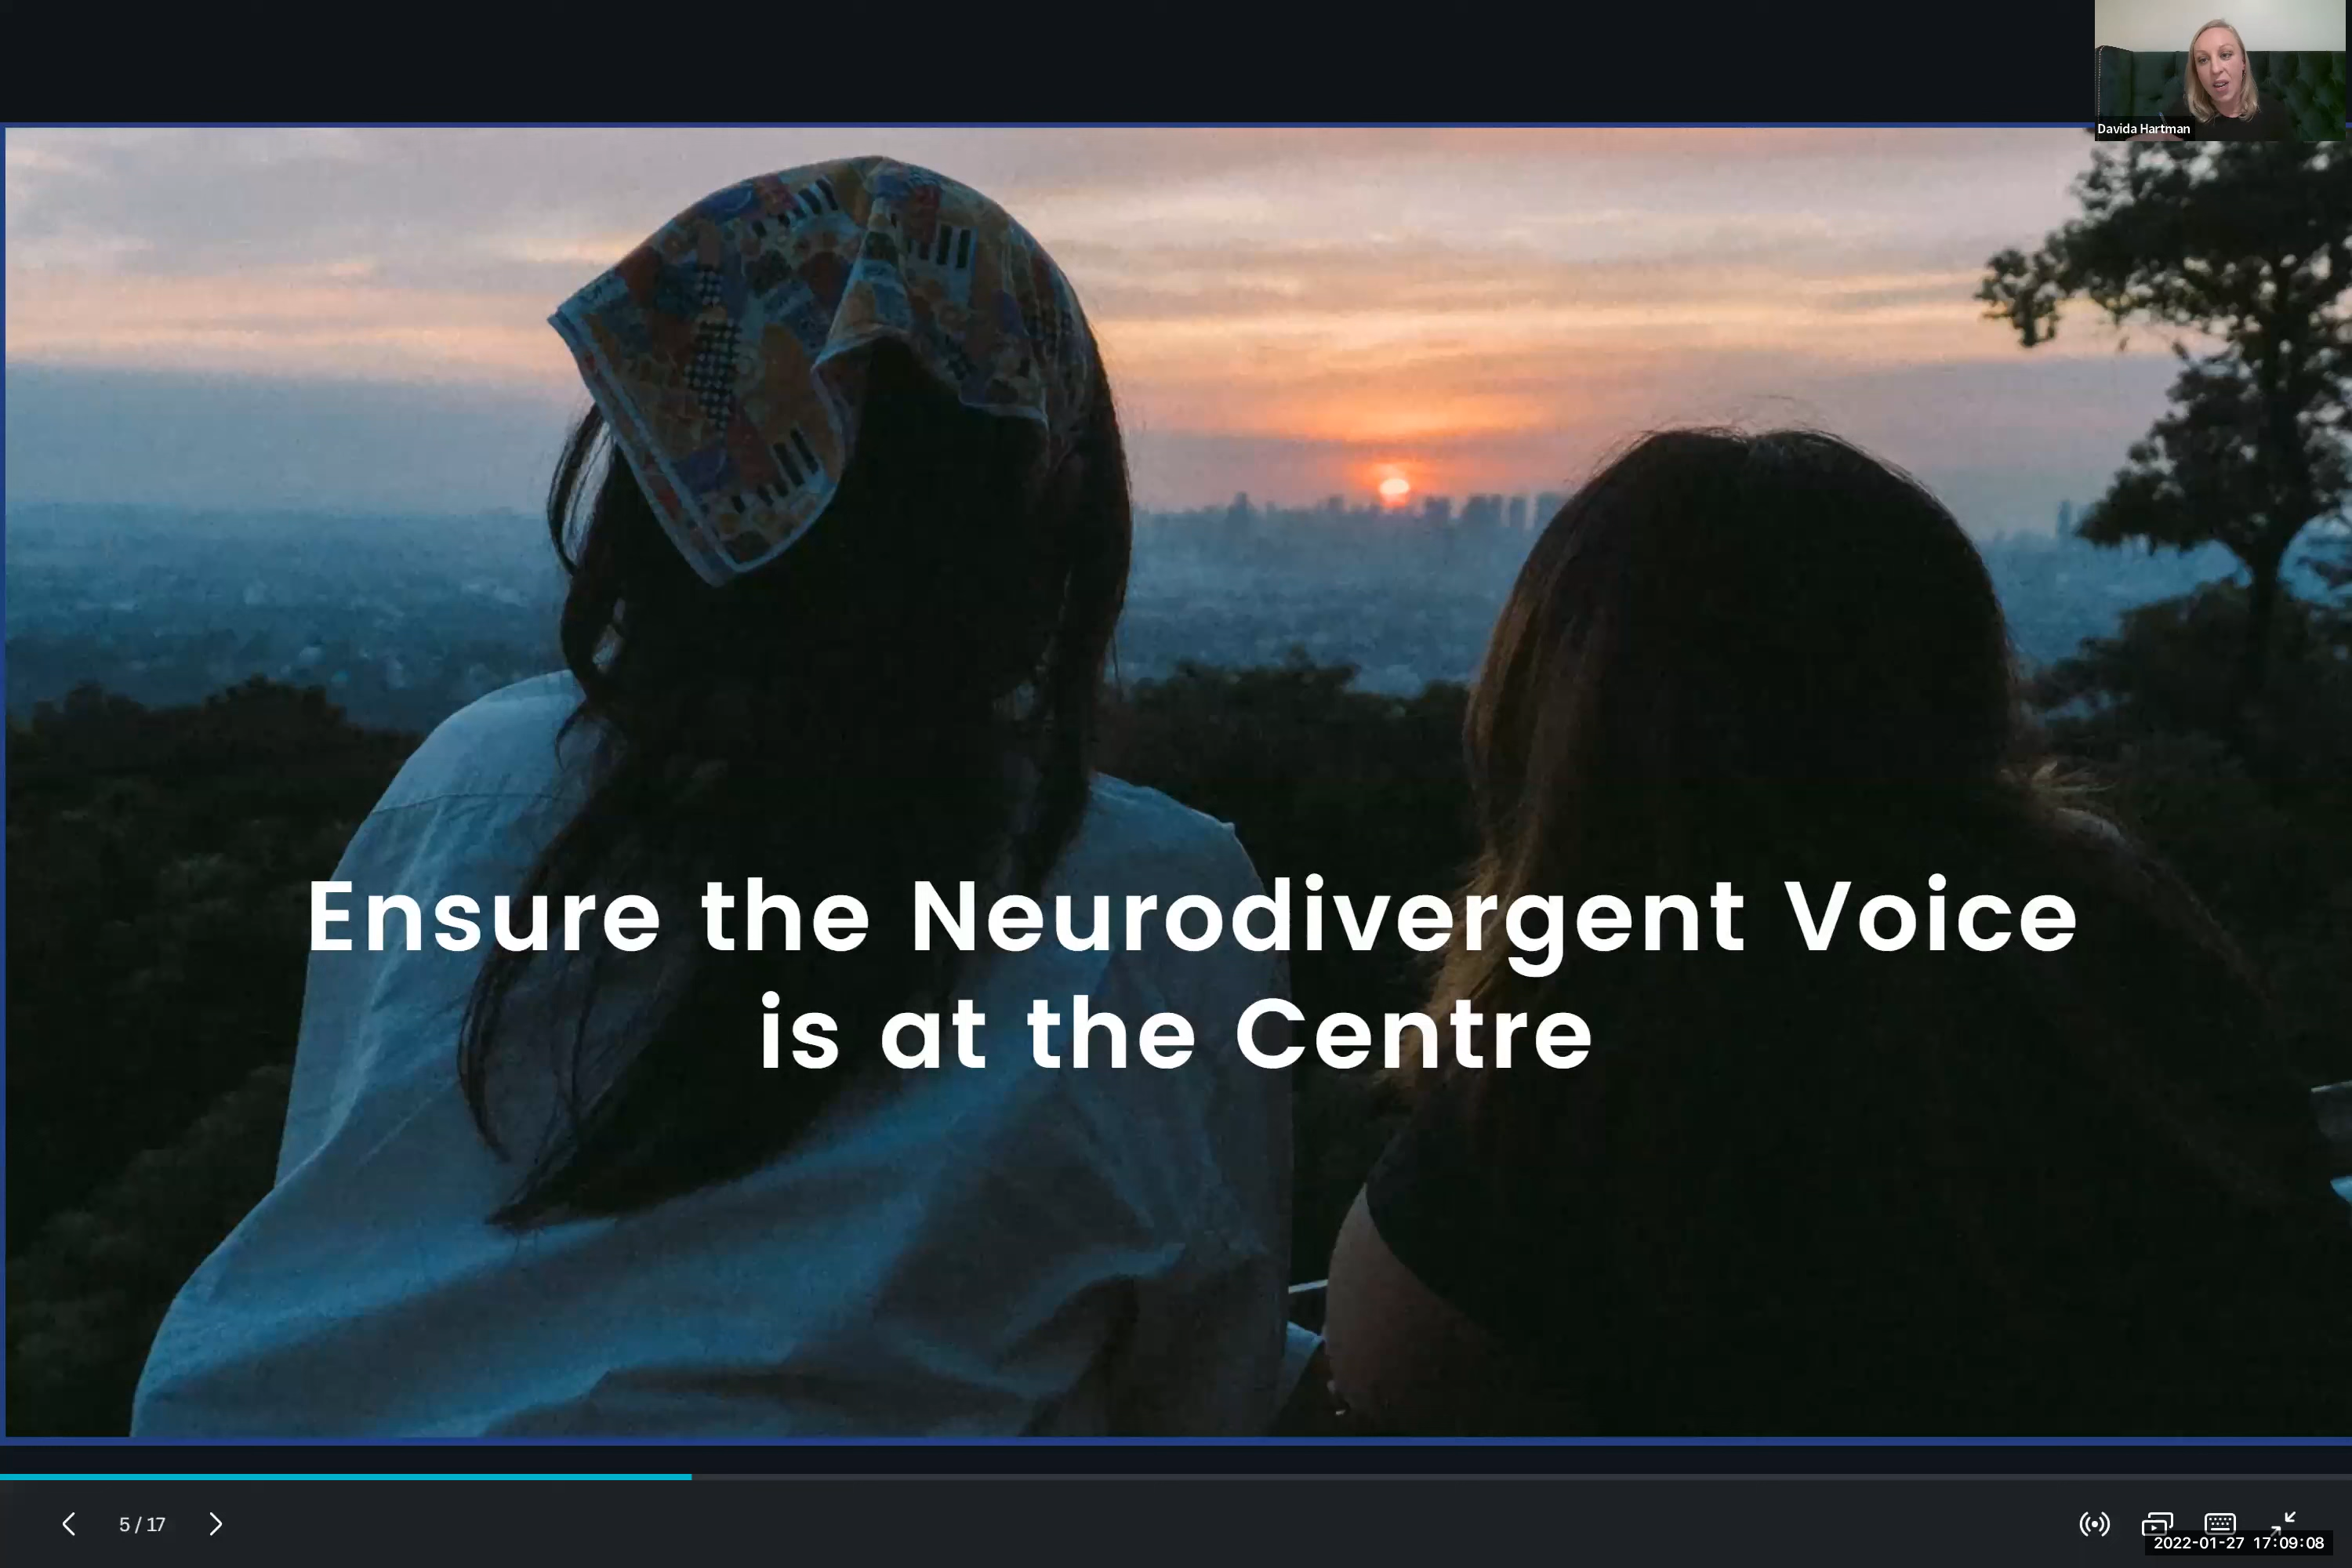 Davida Hartman
Ensure the Neurodivergent Voice
is at the Centre
5 / 17
2022-01-27 17:09:08